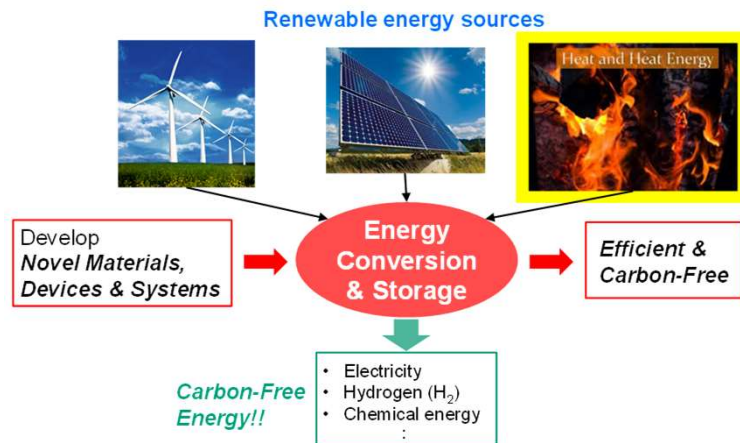 Renewable energy sources
Heat and Heat Energy
Develop
Novel Materials,
Devices & Systems
Energy
Conversion
& Storage
Efficient &
Carbon-Free
Carbon-Free
Energy!!
• Electricity
• Hydrogen (H₂)
• Chemical energy
: